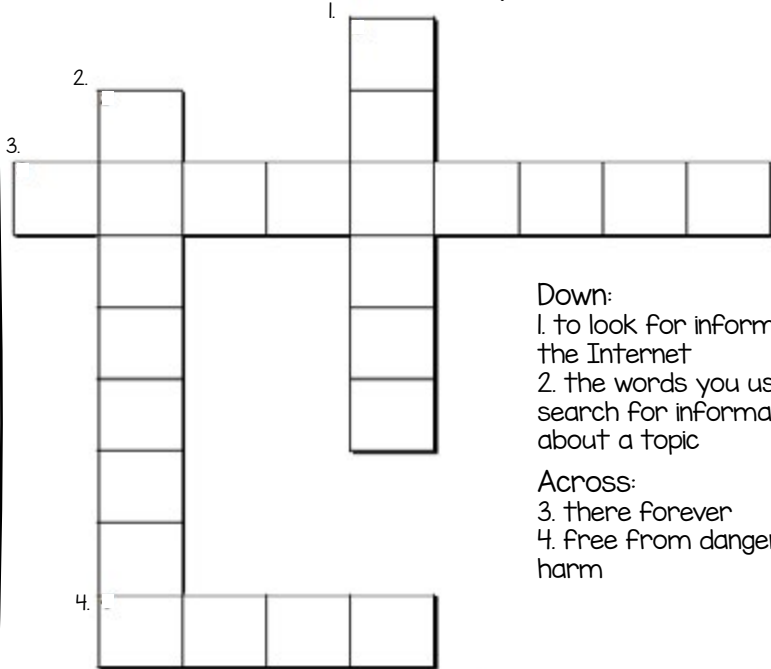 1.
2.
3.
4.
Down:
1. to look for inform
the Internet
2. the words you us
search for informa
about a topic
Across:
3. there forever
4. free from danger
harm